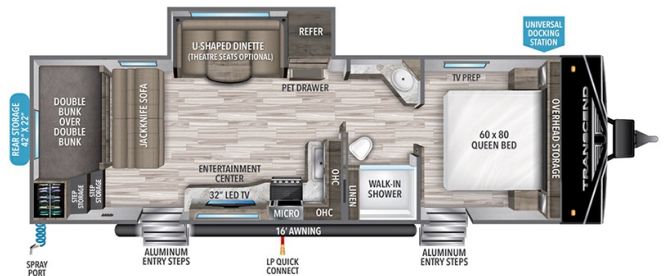 UNIVERSAL
DOCKING
STATION
U-SHAPED DINETTE
(THEATRE SEATS OPTIONAL)
REFER
PET DRAWER
TV PREP
REAR STORAGE
42" X 22"
DOUBLE
BUNK
OVER
DOUBLE
BUNK
JACKKNIFE SOFA
60 x 80
QUEEN BED
OVERHEAD STORAGE
TRANSCEND
ENTERTAINMENT
CENTER
32" LED TV
OHC
MICRO
OHC
LINEN
WALK-IN
SHOWER
STEP
STORAGE
STEP
STORAGE
16' AWNING
SPRAY
PORT
ALUMINUM
ENTRY STEPS
LP QUICK
CONNECT
ALUMINUM
ENTRY STEPS